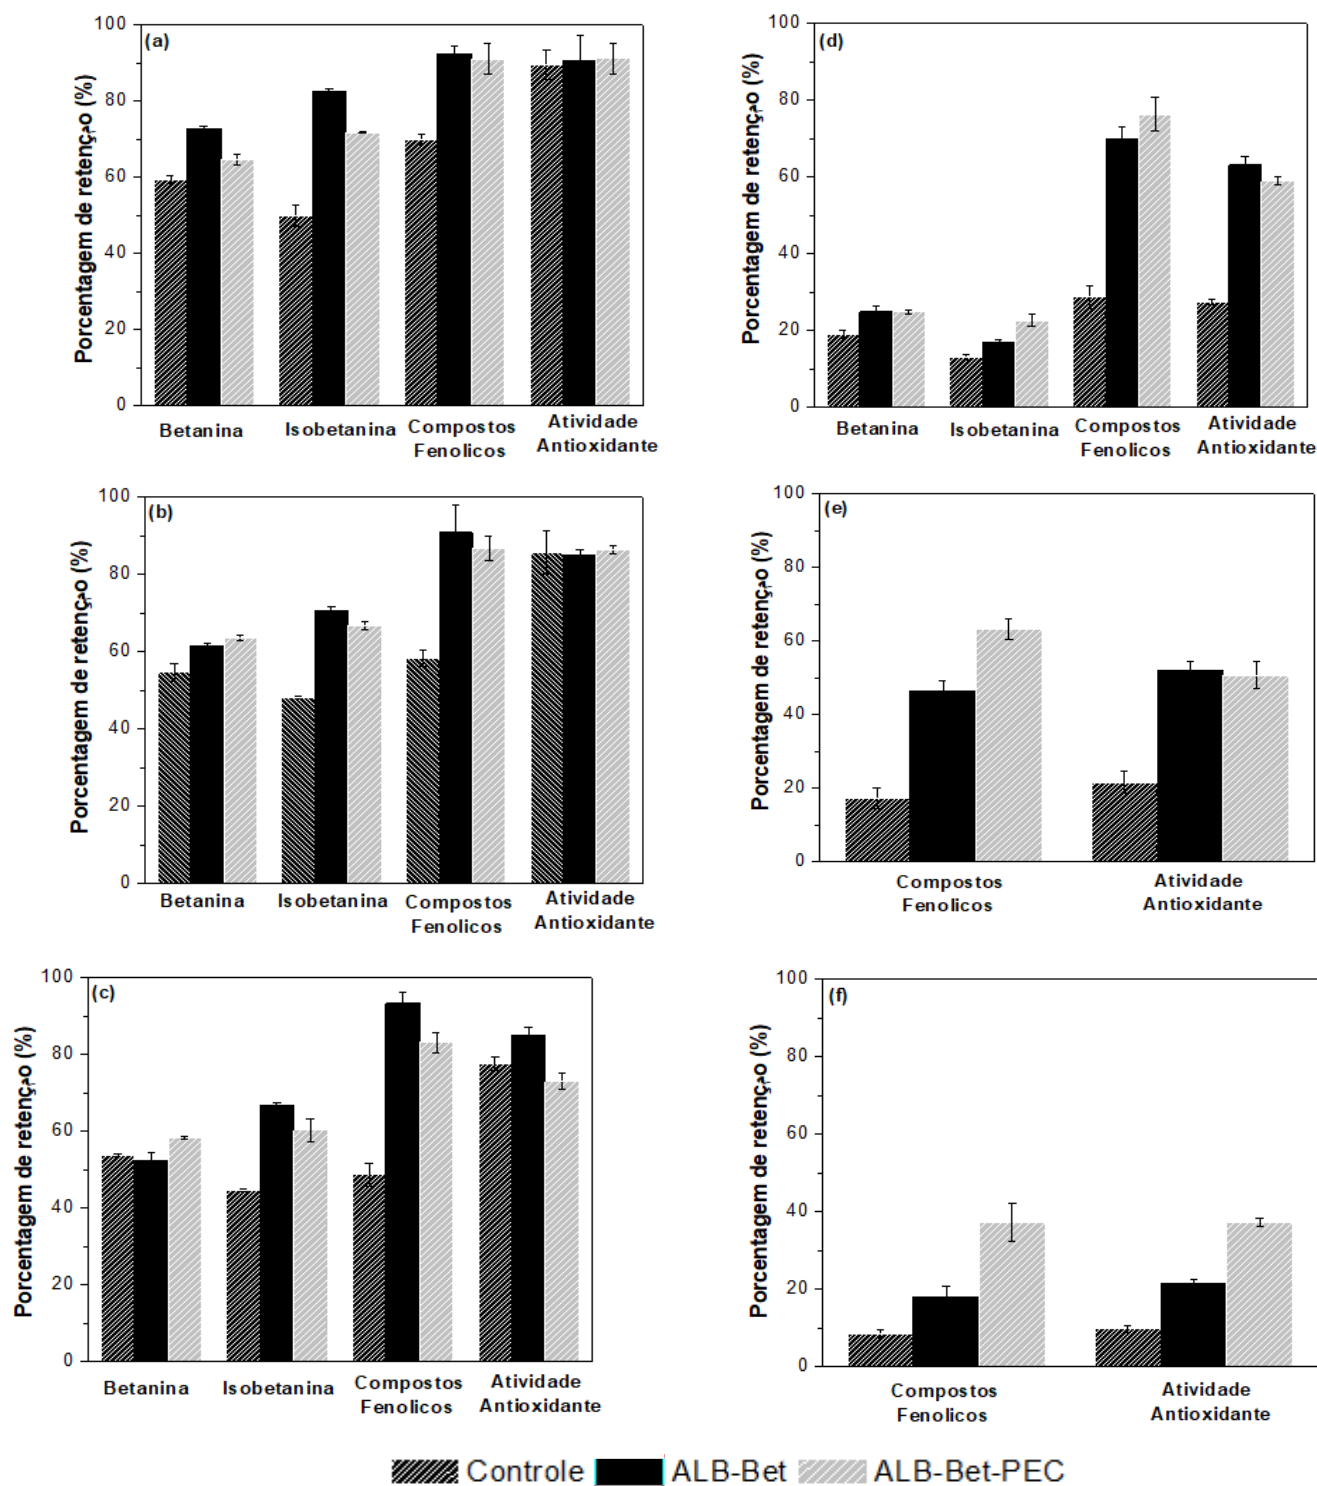 (a)
Porcentagem de retenção (%)
100
80
60
40
20
0
Betanina
Isobetanina
Compostos
Fenolicos
Atividade
Antioxidante
(d)
Porcentagem de retenção (%)
100
80
60
40
20
0
Betanina
Isobetanina
Compostos
Fenolicos
Atividade
Antioxidante
(b)
Porcentagem de retenção (%)
100
80
60
40
20
0
Betanina
Isobetanina
Compostos
Fenolicos
Atividade
Antioxidante
(e)
Porcentagem de retenção (%)
100
80
60
40
20
0
Compostos
Fenolicos
Atividade
Antioxidante
(c)
Porcentagem de retenção (%)
100
80
60
40
20
0
Betanina
Isobetanina
Compostos
Fenolicos
Atividade
Antioxidante
(f)
Porcentagem de retenção (%)
100
80
60
40
20
0
Compostos
Fenolicos
Atividade
Antioxidante
Controle ALB-Bet ALB-Bet-PEC